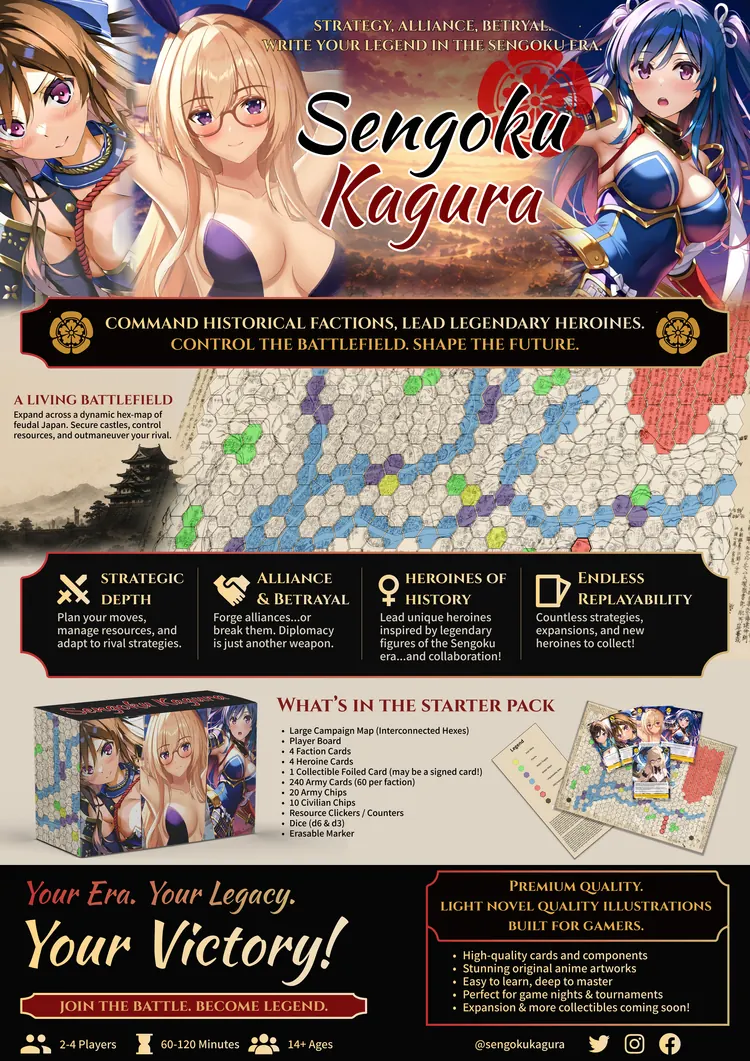 STRATEGY, ALLIANCE, BETRYAL.
WRITE YOUR LEGEND IN THE SENGOKU ERA.
Sengoku
Kagura
COMMAND HISTORICAL FACTIONS, LEAD LEGENDARY HEROINES.
CONTROL THE BATTLEFIELD. SHAPE THE FUTURE.
A LIVING BATTLEFIELD
Expand across a dynamic hex-map of
feudal Japan. Secure castles, control
resources, and outmaneuver your rival.
STRATEGIC
DEPTH
Plan your moves,
manage resources, and
adapt to rival strategies.
ALLIANCE
& BETRAYAL
Forge alliances...or
break them. Diplomacy
is just another weapon.
HEROINES OF
HISTORY
Lead unique heroines
inspired by legendary
figures of the Sengoku
era...and collaboration!
ENDLESS
REPLAYABILITY
Countless strategies,
expansions, and new
heroines to collect!
Sengoku Kagura
WHAT'S IN THE STARTER PACK
• Large Campaign Map (Interconnected Hexes)
• Player Board
• 4 Faction Cards
• 4 Heroine Cards
• 1 Collectible Foiled Card (may be a signed card!)
• 240 Army Cards (60 per faction)
• 20 Army Chips
• 10 Civilian Chips
• Resource Clickers / Counters
• Dice (d6 & d3)
• Erasable Marker
Legend
Your Era. Your Legacy.
Your Victory!
JOIN THE BATTLE. BECOME LEGEND.
2-4 Players
60-120 Minutes
14+ Ages
PREMIUM QUALITY.
LIGHT NOVEL QUALITY ILLUSTRATIONS
BUILT FOR GAMERS.
• High-quality cards and components
• Stunning original anime artworks
• Easy to learn, deep to master
• Perfect for game nights & tournaments
• Expansion & more collectibles coming soon!
@sengokukagura